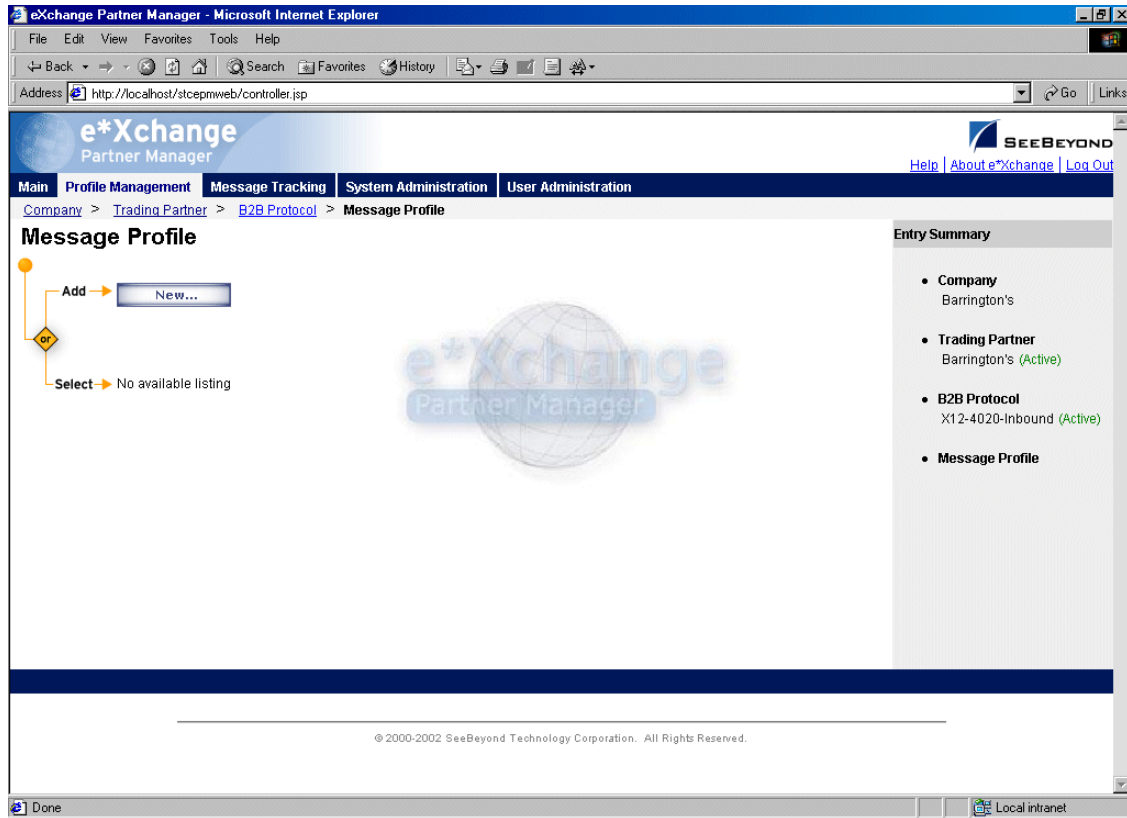 eXchange Partner Manager - Microsoft Internet Explorer
File Edit View Favorites Tools Help
Back Search Favorites History
Address http://localhost/stcepmweb/controller.jsp Go Links
e*Xchange
Partner Manager
SEEBEYOND
Help | About e*Xchange | Log Out
Main Profile Management Message Tracking System Administration User Administration
Company > Trading Partner > B2B Protocol > Message Profile
Message Profile
Add New...
or
Select No available listing
e*Xchange
Partner Manager
Entry Summary
• Company
Barrington's
• Trading Partner
Barrington's (Active)
• B2B Protocol
X12-4020-Inbound (Active)
• Message Profile
© 2000-2002 SeeBeyond Technology Corporation. All Rights Reserved.
Done Local intranet